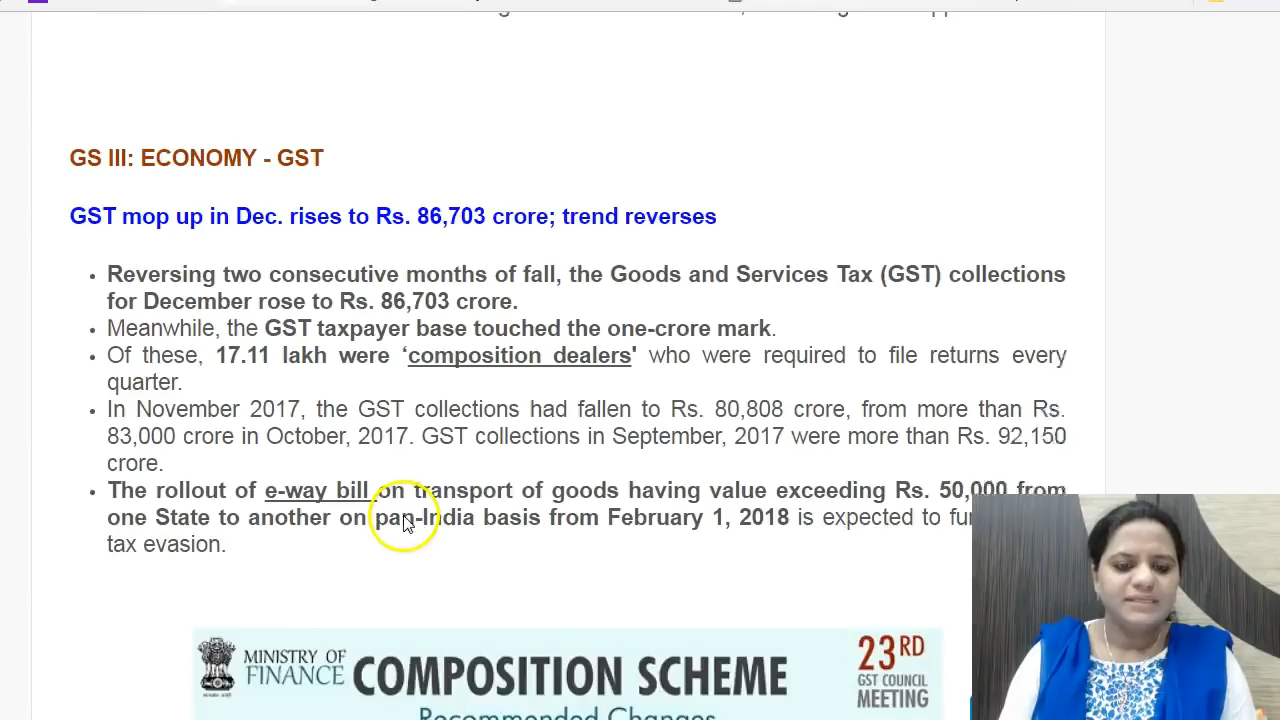 GS III: ECONOMY - GST
GST mop up in Dec. rises to Rs. 86,703 crore; trend reverses
• Reversing two consecutive months of fall, the Goods and Services Tax (GST) collections
for December rose to Rs. 86,703 crore.
• Meanwhile, the GST taxpayer base touched the one-crore mark.
• Of these, 17.11 lakh were ‘composition dealers' who were required to file returns every
quarter.
• In November 2017, the GST collections had fallen to Rs. 80,808 crore, from more than Rs.
83,000 crore in October, 2017. GST collections in September, 2017 were more than Rs. 92,150
crore.
• The rollout of e-way bill on transport of goods having value exceeding Rs. 50,000 from
one State to another on pan-India basis from February 1, 2018 is expected to
tax evasion.
MINISTRY OF
FINANCE
COMPOSITION SCHEME
Recommended Changes
23RD
GST COUNCIL
MEETING